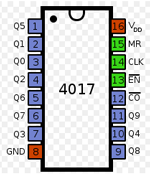 Q5 1 16 VDD
Q1 2 15 MR
Q0 3 14 CLK
Q2 4 13 EN
Q6 5 4017 12 CO
Q7 6 11 Q9
Q3 7 10 Q4
GND 8 9 Q8